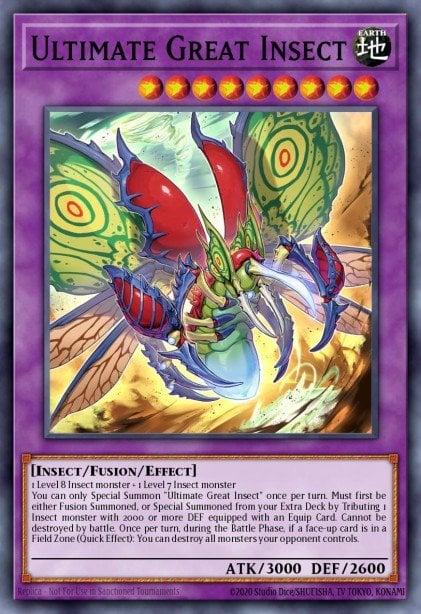 ULTIMATE GREAT INSECT
EARTH
地
[INSECT/FUSION/EFFECT]
1 Level 8 Insect monster + 1 Level 7 Insect monster
You can only Special Summon "Ultimate Great Insect" once per turn. Must first be
either Fusion Summoned, or Special Summoned from your Extra Deck by Tributing 1
Insect monster with 2000 or more DEF equipped with an Equip Card. Cannot be
destroyed by battle. Once per turn, during the Battle Phase, if a face-up card is in a
Field Zone (Quick Effect): You can destroy all monsters your opponent controls.
ATK/3000 DEF/2600
Replica - Not For Use in Sanctioned Tournaments
©2020 Studio Dice/SHUEISHA, TV TOKYO, KONAMI